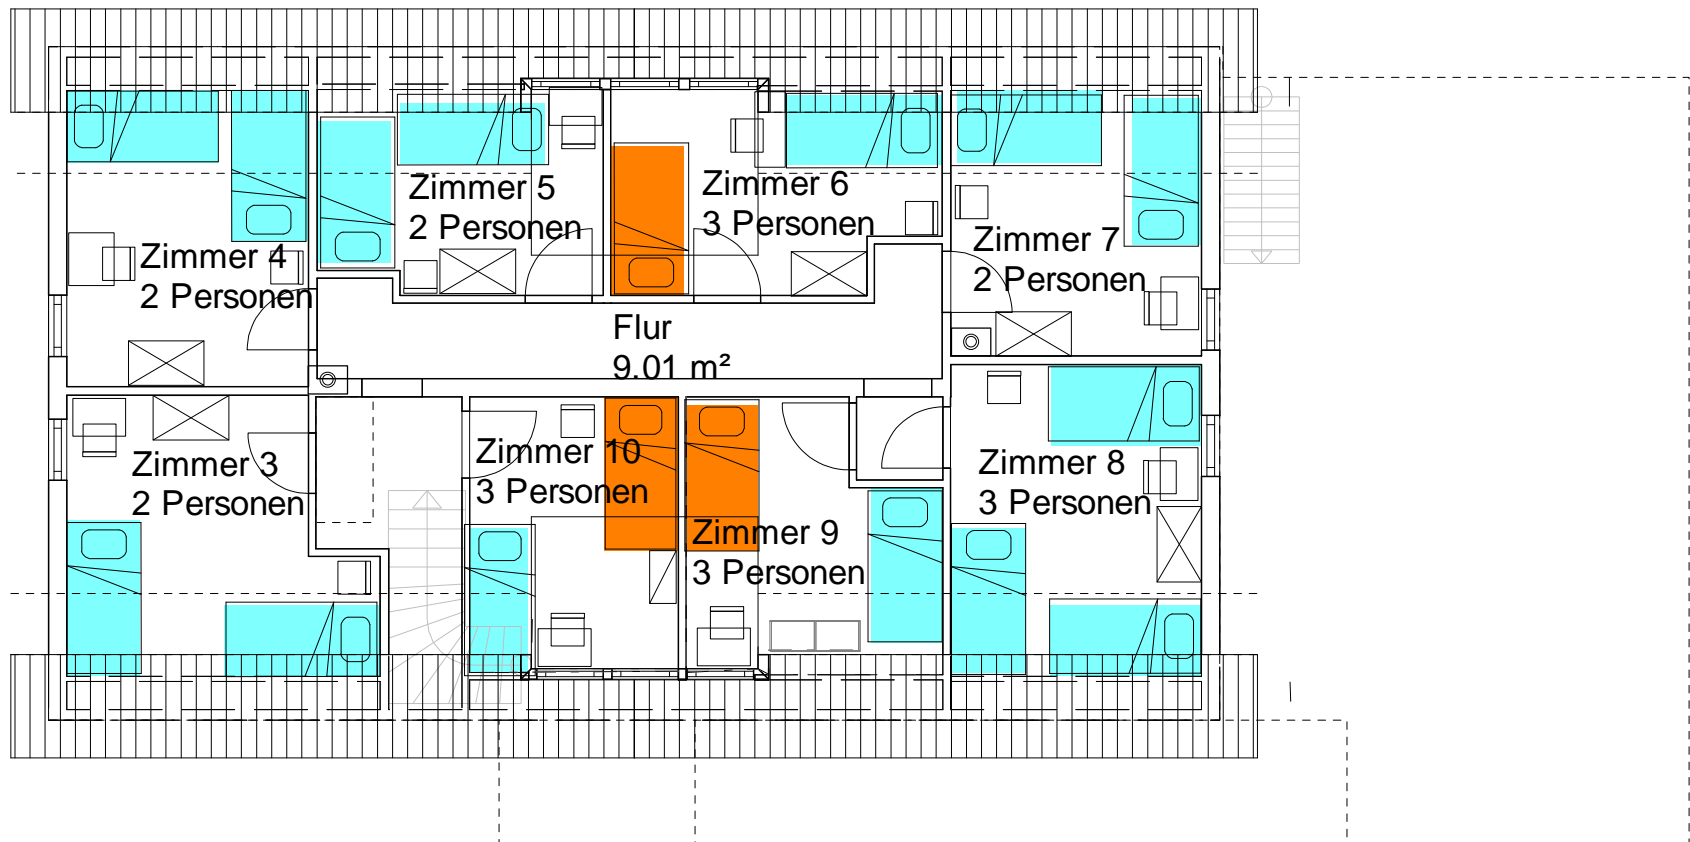 Zimmer 4
2 Personen
Zimmer 5
2 Personen
Zimmer 6
3 Personen
Zimmer 7
2 Personen
Flur
9.01 m²
Zimmer 3
2 Personen
Zimmer 10
3 Personen
Zimmer 9
3 Personen
Zimmer 8
3 Personen